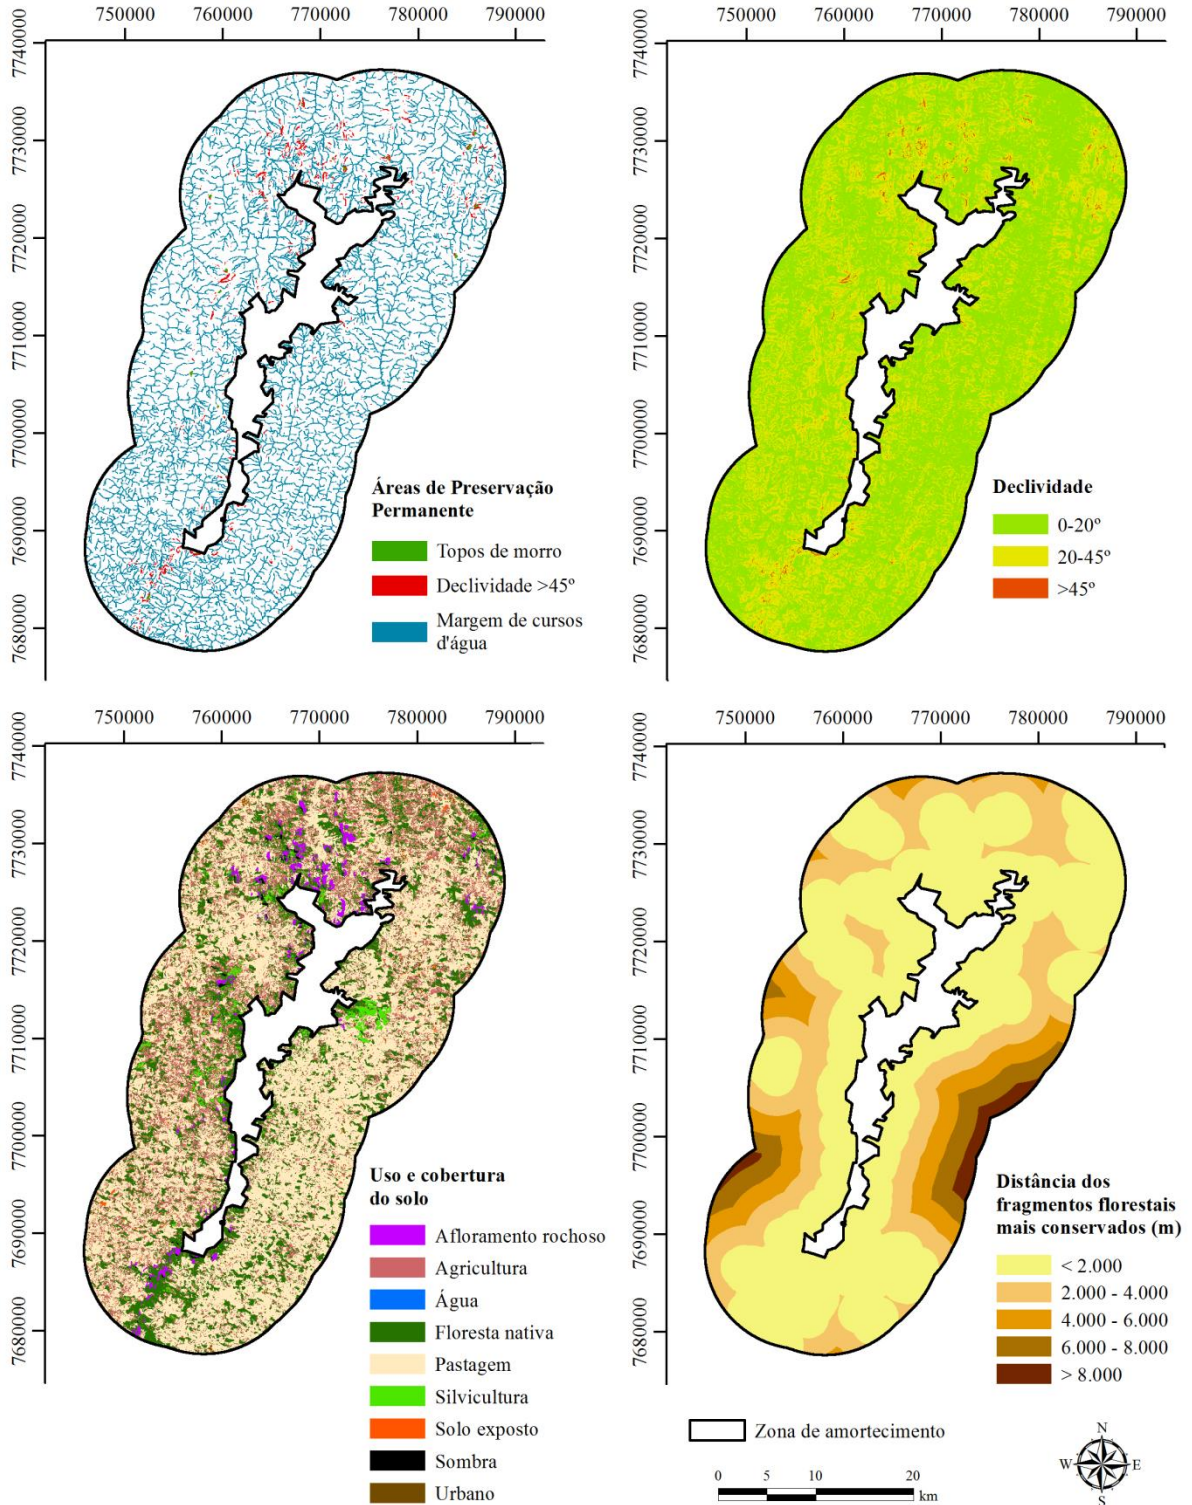 750000 760000 770000 780000 790000
7740000
7730000
7720000
7710000
7700000
7690000
7680000
Áreas de Preservação
Permanente
Topos de morro
Declividade >45º
Margem de cursos
d'água
750000 760000 770000 780000 790000
7740000
7730000
7720000
7710000
7700000
7690000
7680000
Declividade
0-20º
20-45º
>45º
750000 760000 770000 780000 790000
7740000
7730000
7720000
7710000
7700000
7690000
7680000
Uso e cobertura
do solo
Afloramento rochoso
Agricultura
Água
Floresta nativa
Pastagem
Silvicultura
Solo exposto
Sombra
Urbano
750000 760000 770000 780000 790000
7740000
7730000
7720000
7710000
7700000
7690000
7680000
Distância dos
fragmentos florestais
mais conservados (m)
< 2.000
2.000 - 4.000
4.000 - 6.000
6.000 - 8.000
> 8.000
Zona de amortecimento
0 5 10 20
km
N
W E
S